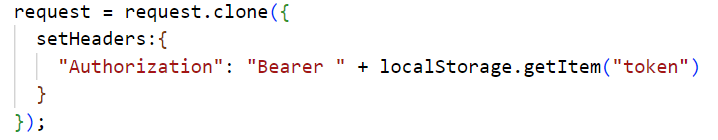 request = request.clone({
  setHeaders:{
    "Authorization": "Bearer " + localStorage.getItem("token")
  }
});